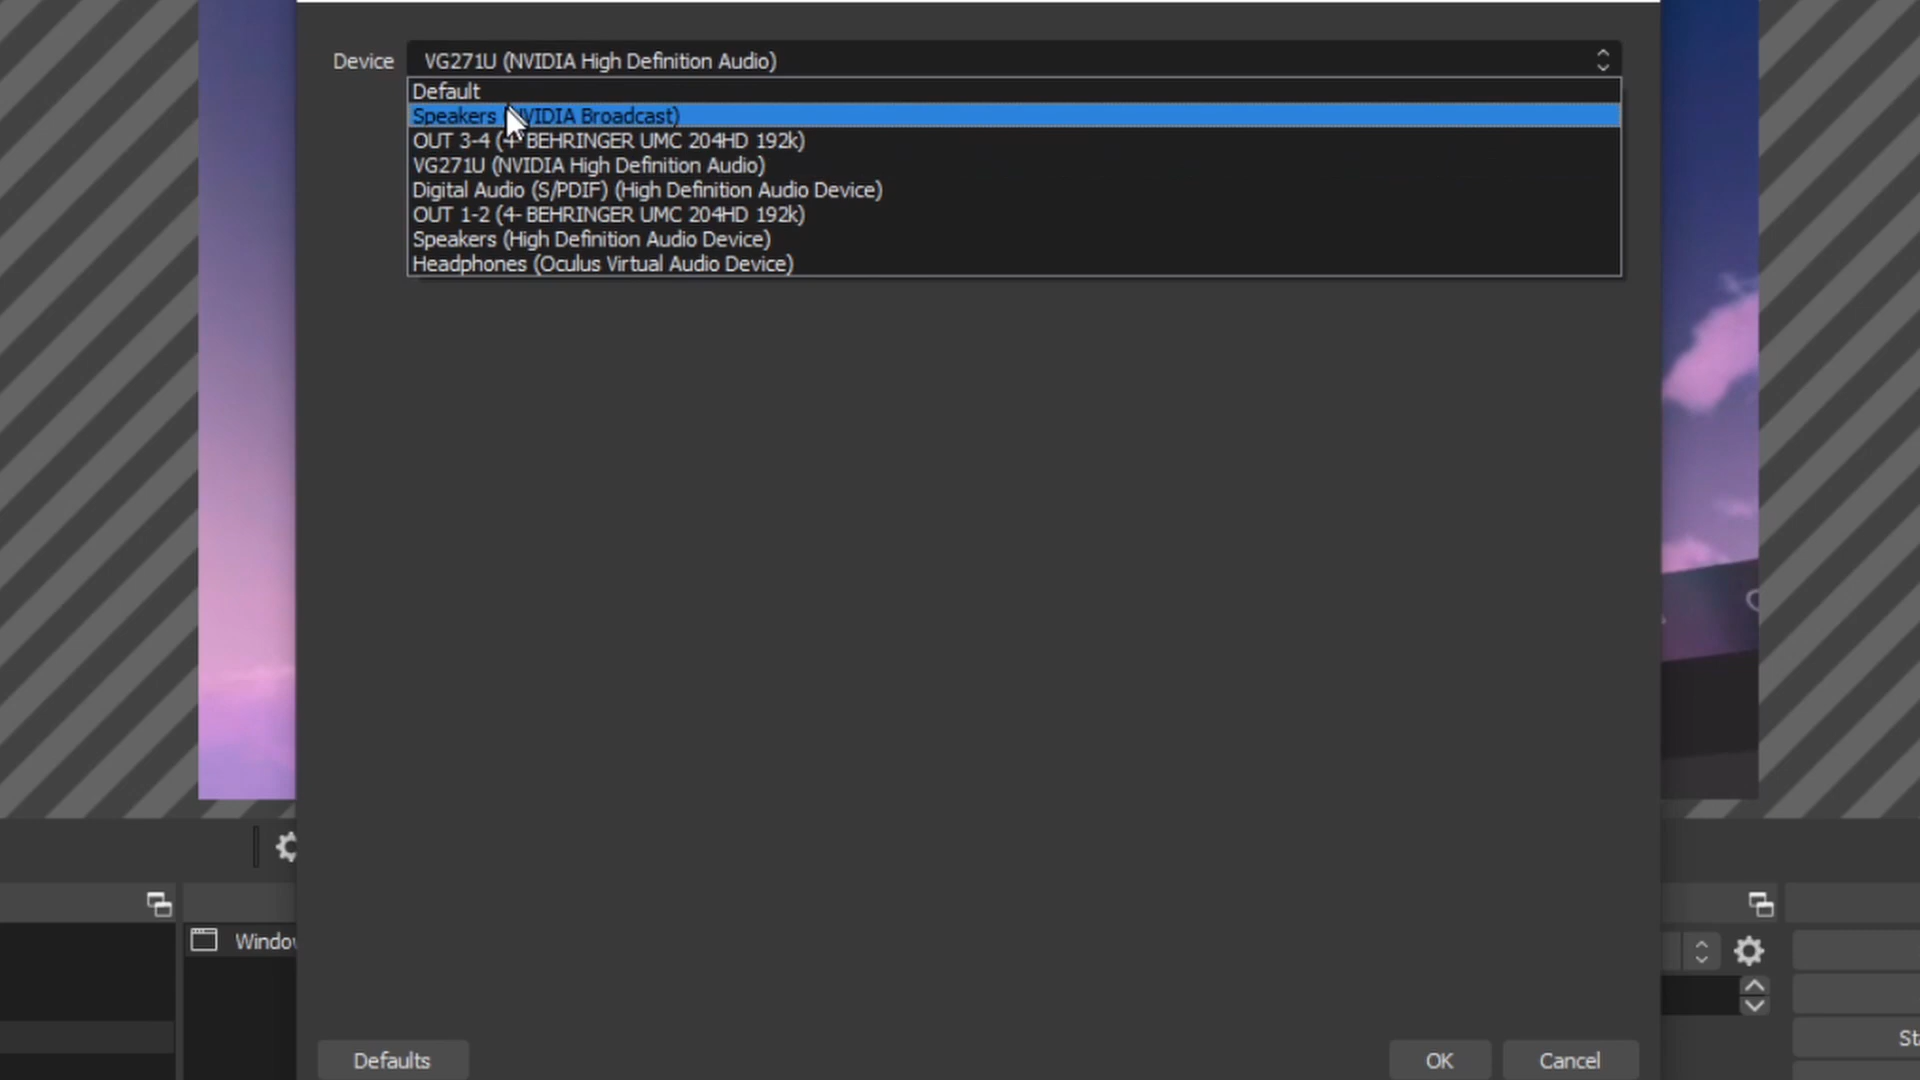 Device
VG271U (NVIDIA High Definition Audio)
Default
Speakers (NVIDIA Broadcast)
OUT 3-4 (4- BEHRINGER UMC 204HD 192k)
VG271U (NVIDIA High Definition Audio)
Digital Audio (S/PDIF) (High Definition Audio Device)
OUT 1-2 (4- BEHRINGER UMC 204HD 192k)
Speakers (High Definition Audio Device)
Headphones (Oculus Virtual Audio Device)
Defaults
OK
Cancel